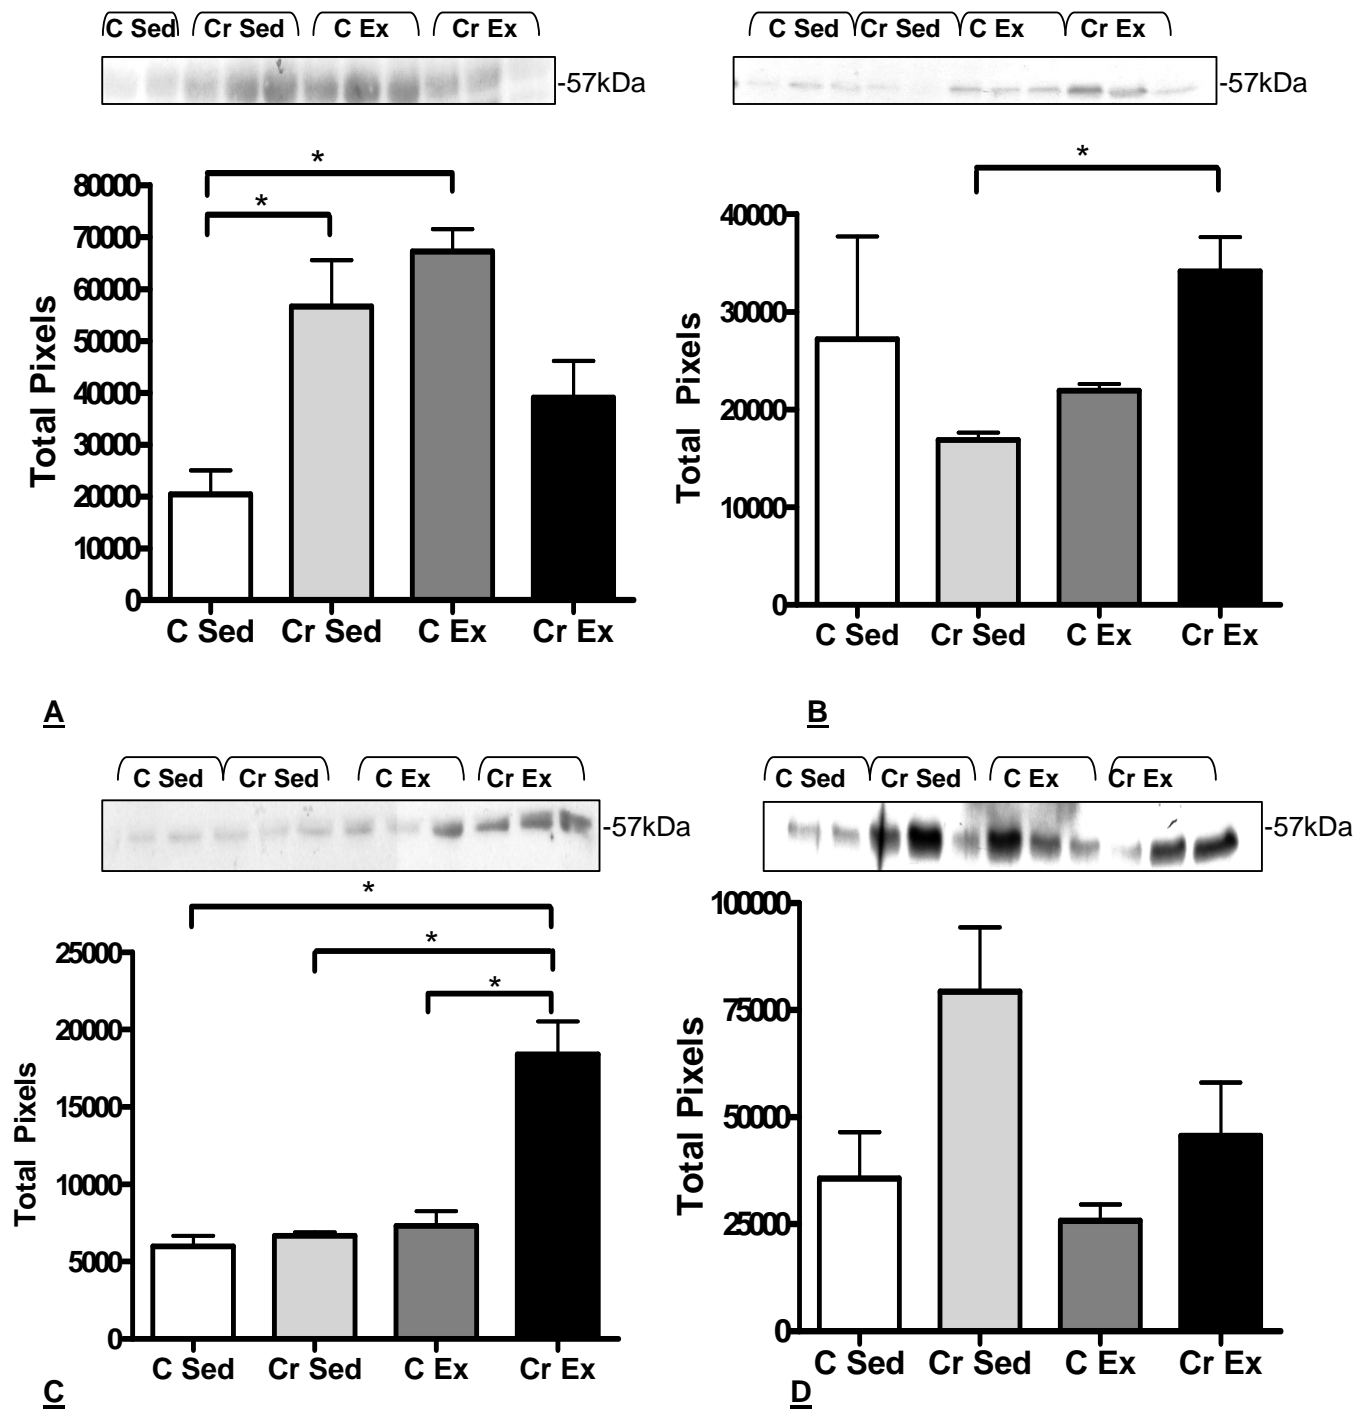 C Sed Cr Sed C Ex Cr Ex
-57kDa
*
*
80000
70000
60000
50000
40000
30000
20000
10000
0
Total Pixels
C Sed Cr Sed C Ex Cr Ex
A
C Sed Cr Sed C Ex Cr Ex
-57kDa
*
40000
30000
20000
10000
0
Total Pixels
C Sed Cr Sed C Ex Cr Ex
B
C Sed Cr Sed C Ex Cr Ex
-57kDa
*
*
*
25000
20000
15000
10000
5000
0
Total Pixels
C Sed Cr Sed C Ex Cr Ex
C
C Sed Cr Sed C Ex Cr Ex
-57kDa
100000
75000
50000
25000
0
Total Pixels
C Sed Cr Sed C Ex Cr Ex
D